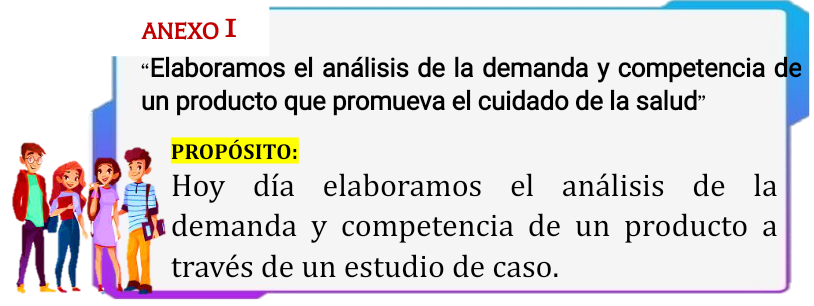 ANEXO I
“Elaboramos el análisis de la demanda y competencia de
un producto que promueva el cuidado de la salud”
PROPÓSITO:
Hoy día elaboramos el análisis de la
demanda y competencia de un producto a
través de un estudio de caso.